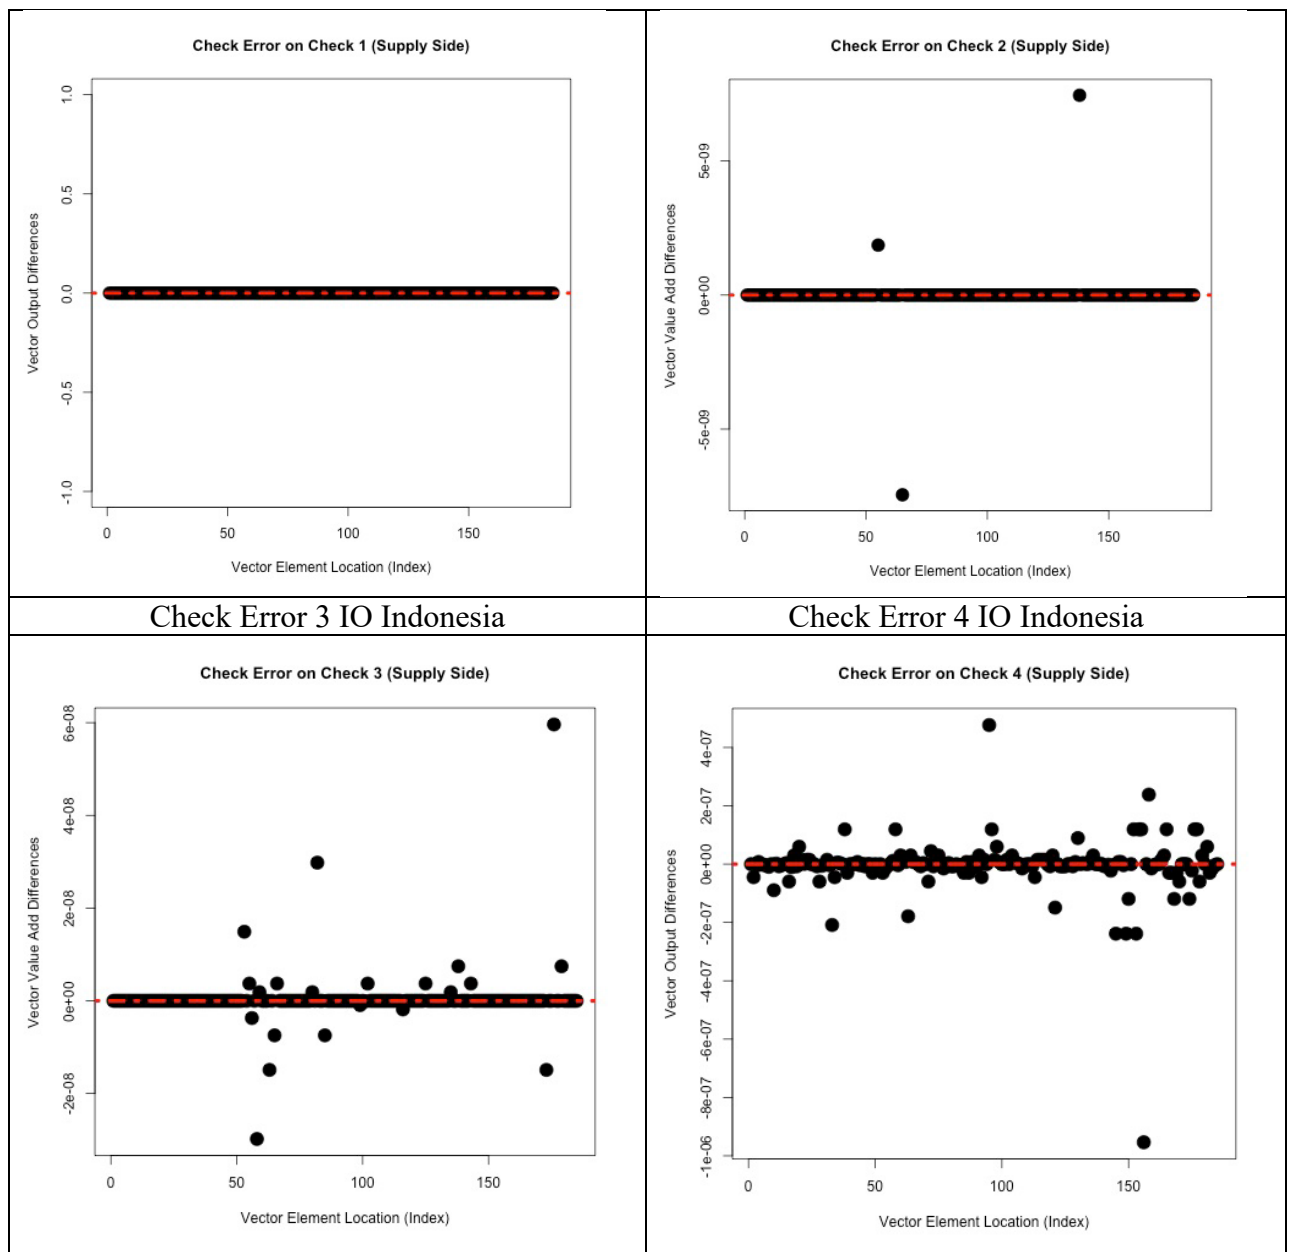 Check Error on Check 1 (Supply Side)
Vector Output Differences
1.0
0.5
0.0
-0.5
-1.0
0 50 100 150
Vector Element Location (Index)
Check Error on Check 2 (Supply Side)
Vector Value Add Differences
5e-09
0e+00
-5e-09
0 50 100 150
Vector Element Location (Index)
Check Error 3 IO Indonesia
Check Error 4 IO Indonesia
Check Error on Check 3 (Supply Side)
Vector Value Add Differences
6e-08
4e-08
2e-08
0e+00
-2e-08
0 50 100 150
Vector Element Location (Index)
Check Error on Check 4 (Supply Side)
Vector Output Differences
4e-07
2e-07
0e+00
-2e-07
-4e-07
-6e-07
-8e-07
-1e-06
0 50 100 150
Vector Element Location (Index)